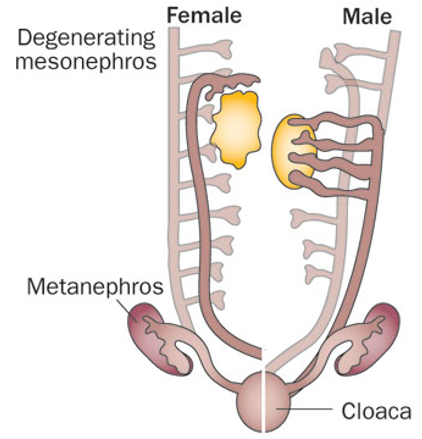 Female
Male
Degenerating
mesonephros
Metanephros
Cloaca